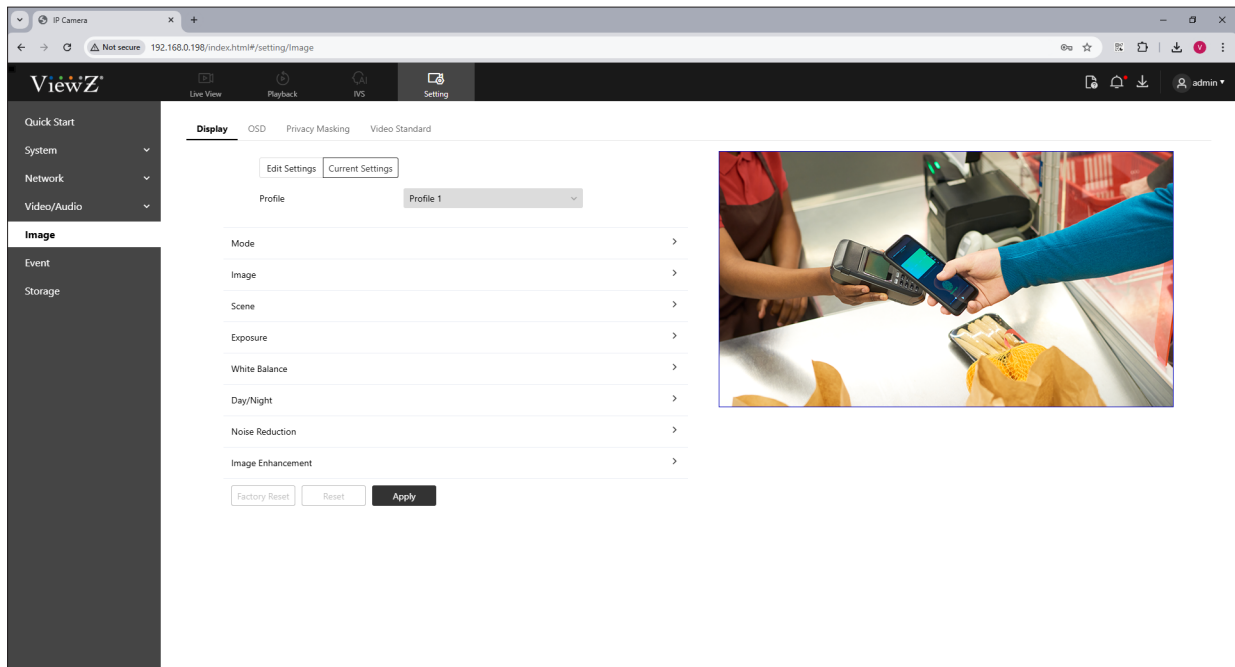 IP Camera
Not secure 192.168.0.198/index.html#/setting/Image
V
ViewZ
Live View Playback IVS Setting
admin
Quick Start
System
Network
Video/Audio
Image
Event
Storage
Display OSD Privacy Masking Video Standard
Edit Settings Current Settings
Profile Profile 1
Mode
Image
Scene
Exposure
White Balance
Day/Night
Noise Reduction
Image Enhancement
Factory Reset Reset Apply